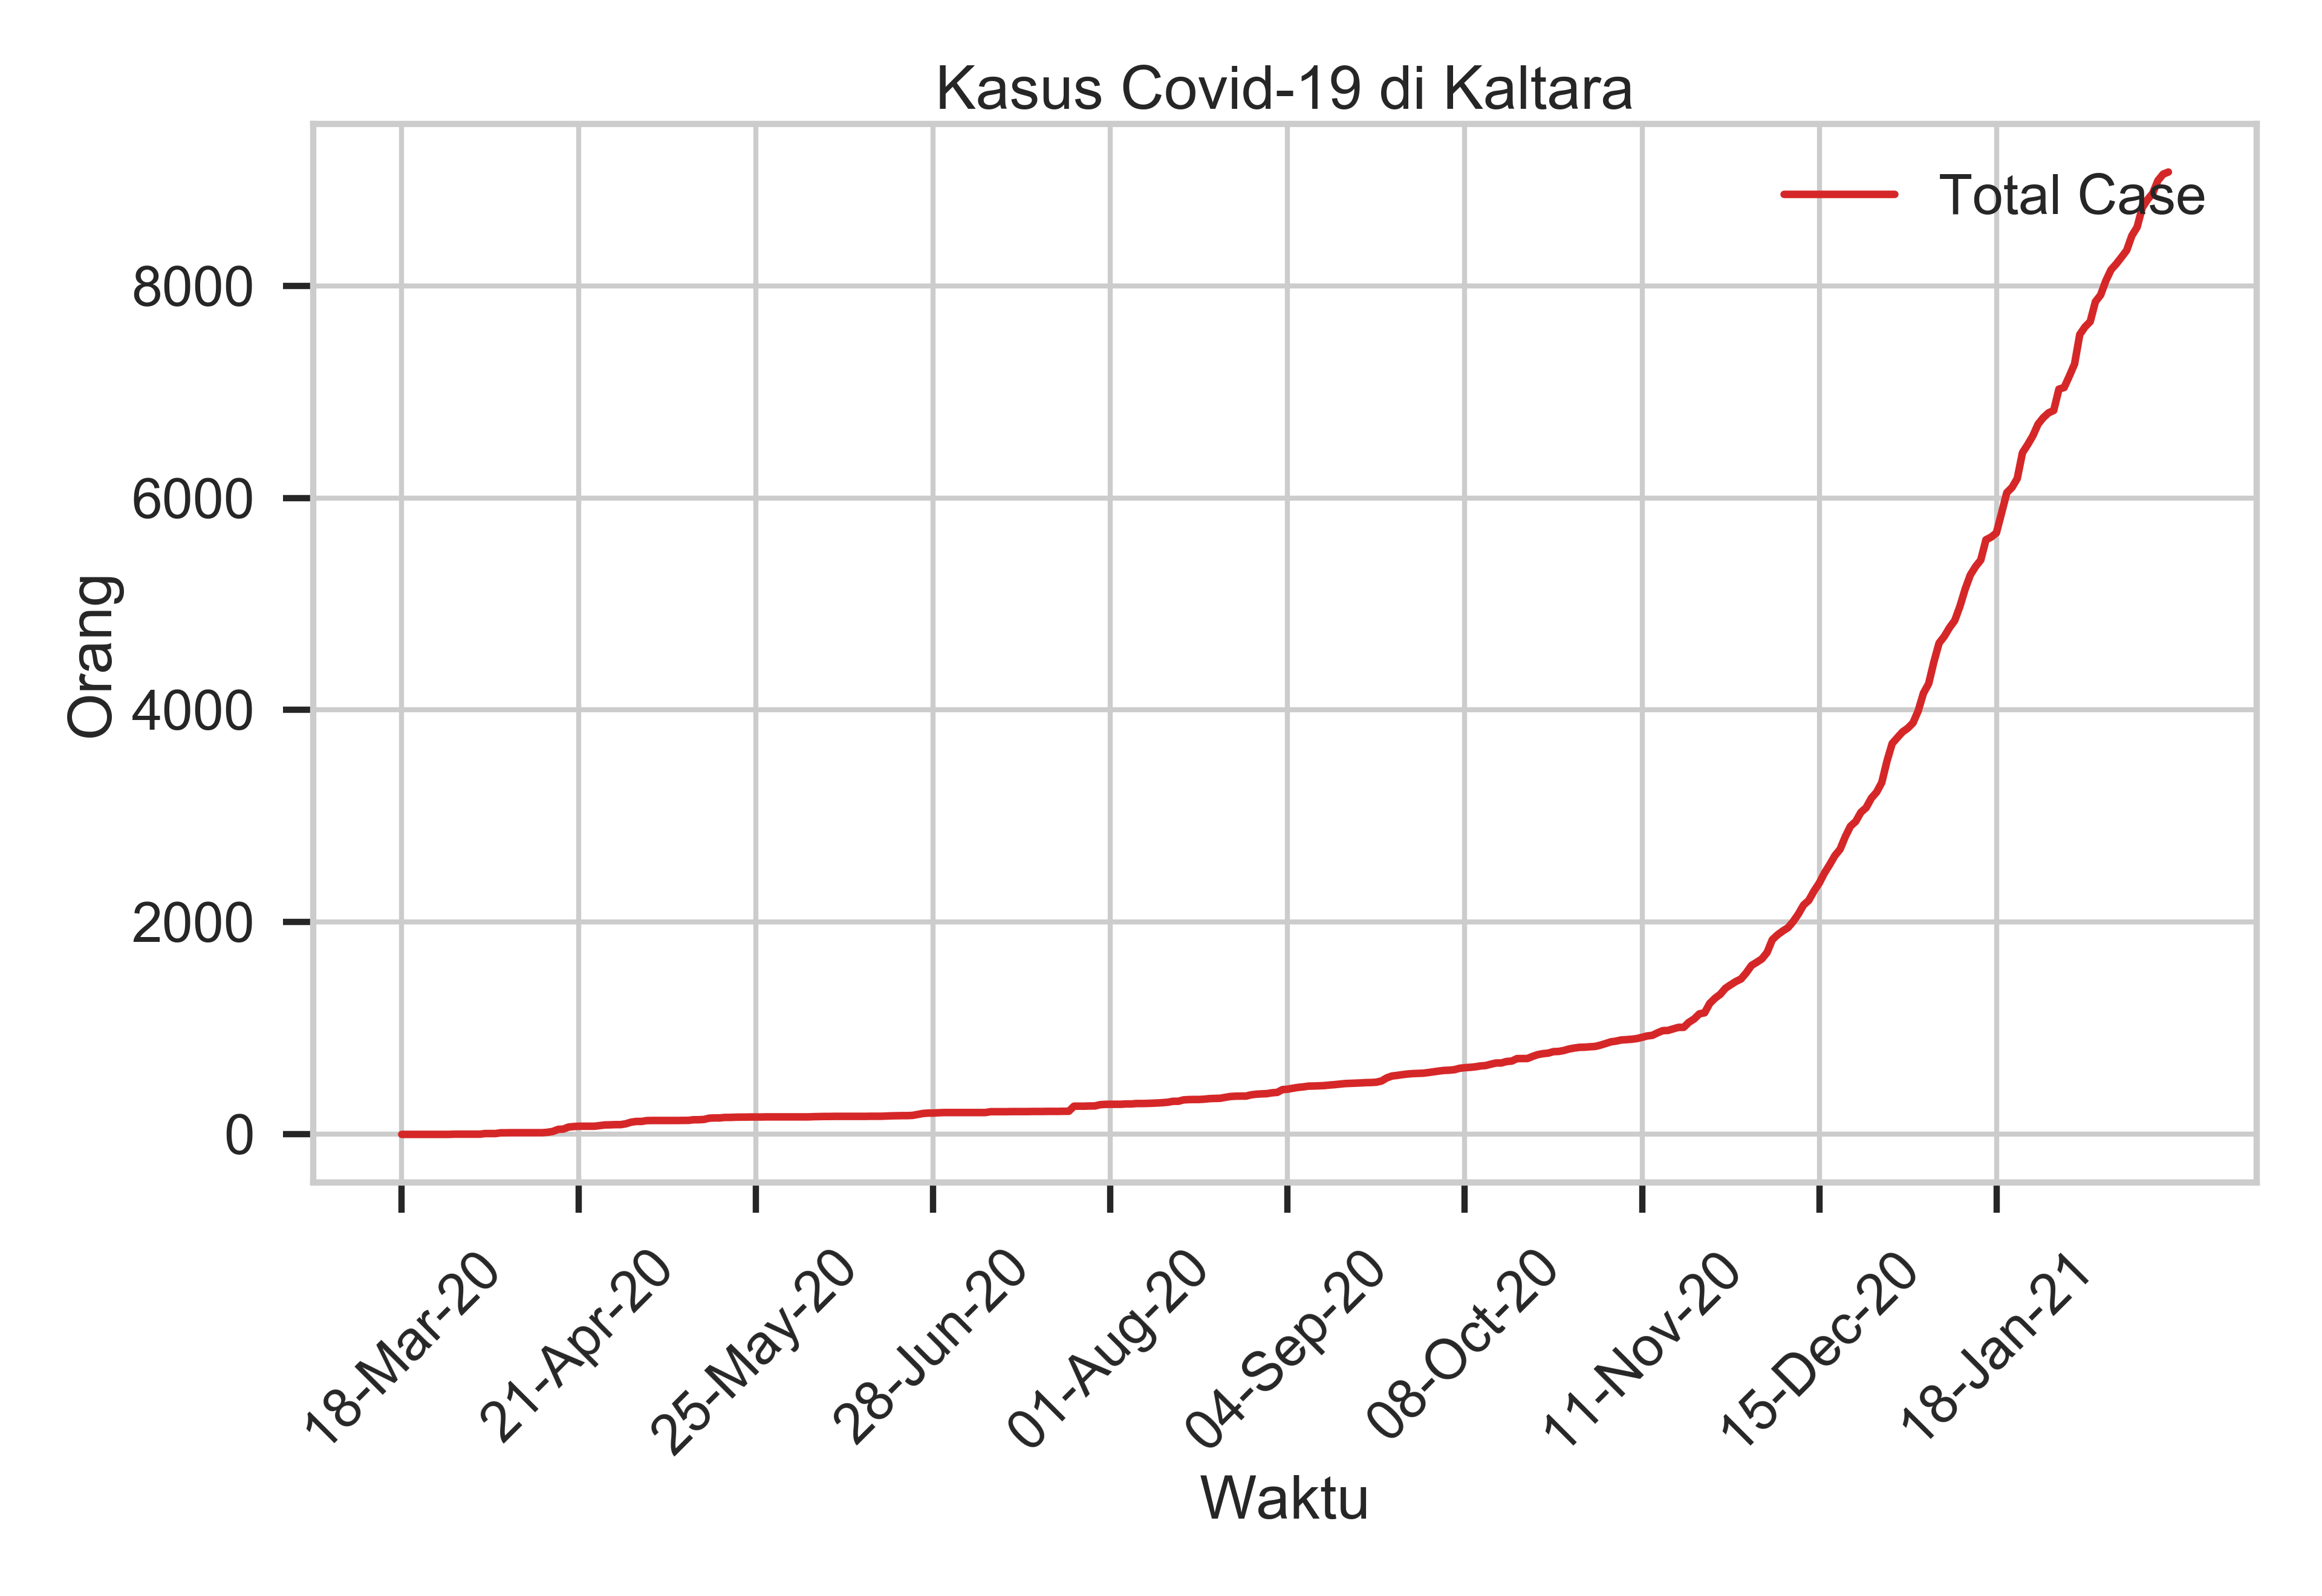 Kasus Covid-19 di Kaltara
Total Case
Orang
8000
6000
4000
2000
0
18-Mar-20
21-Apr-20
25-May-20
28-Jun-20
01-Aug-20
04-Sep-20
08-Oct-20
11-Nov-20
15-Dec-20
18-Jan-21
Waktu